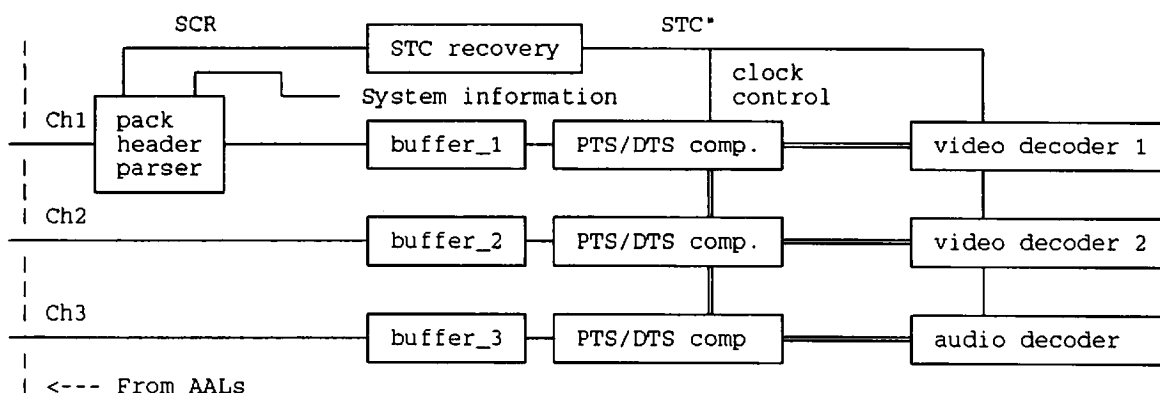 SCR
STC"
STC recovery
clock
control
System information
Ch1
pack
header
parser
buffer_1
PTS/DTS comp.
video decoder 1
Ch2
buffer_2
PTS/DTS comp.
video decoder 2
Ch3
buffer_3
PTS/DTS comp
audio decoder
<--- From AALs